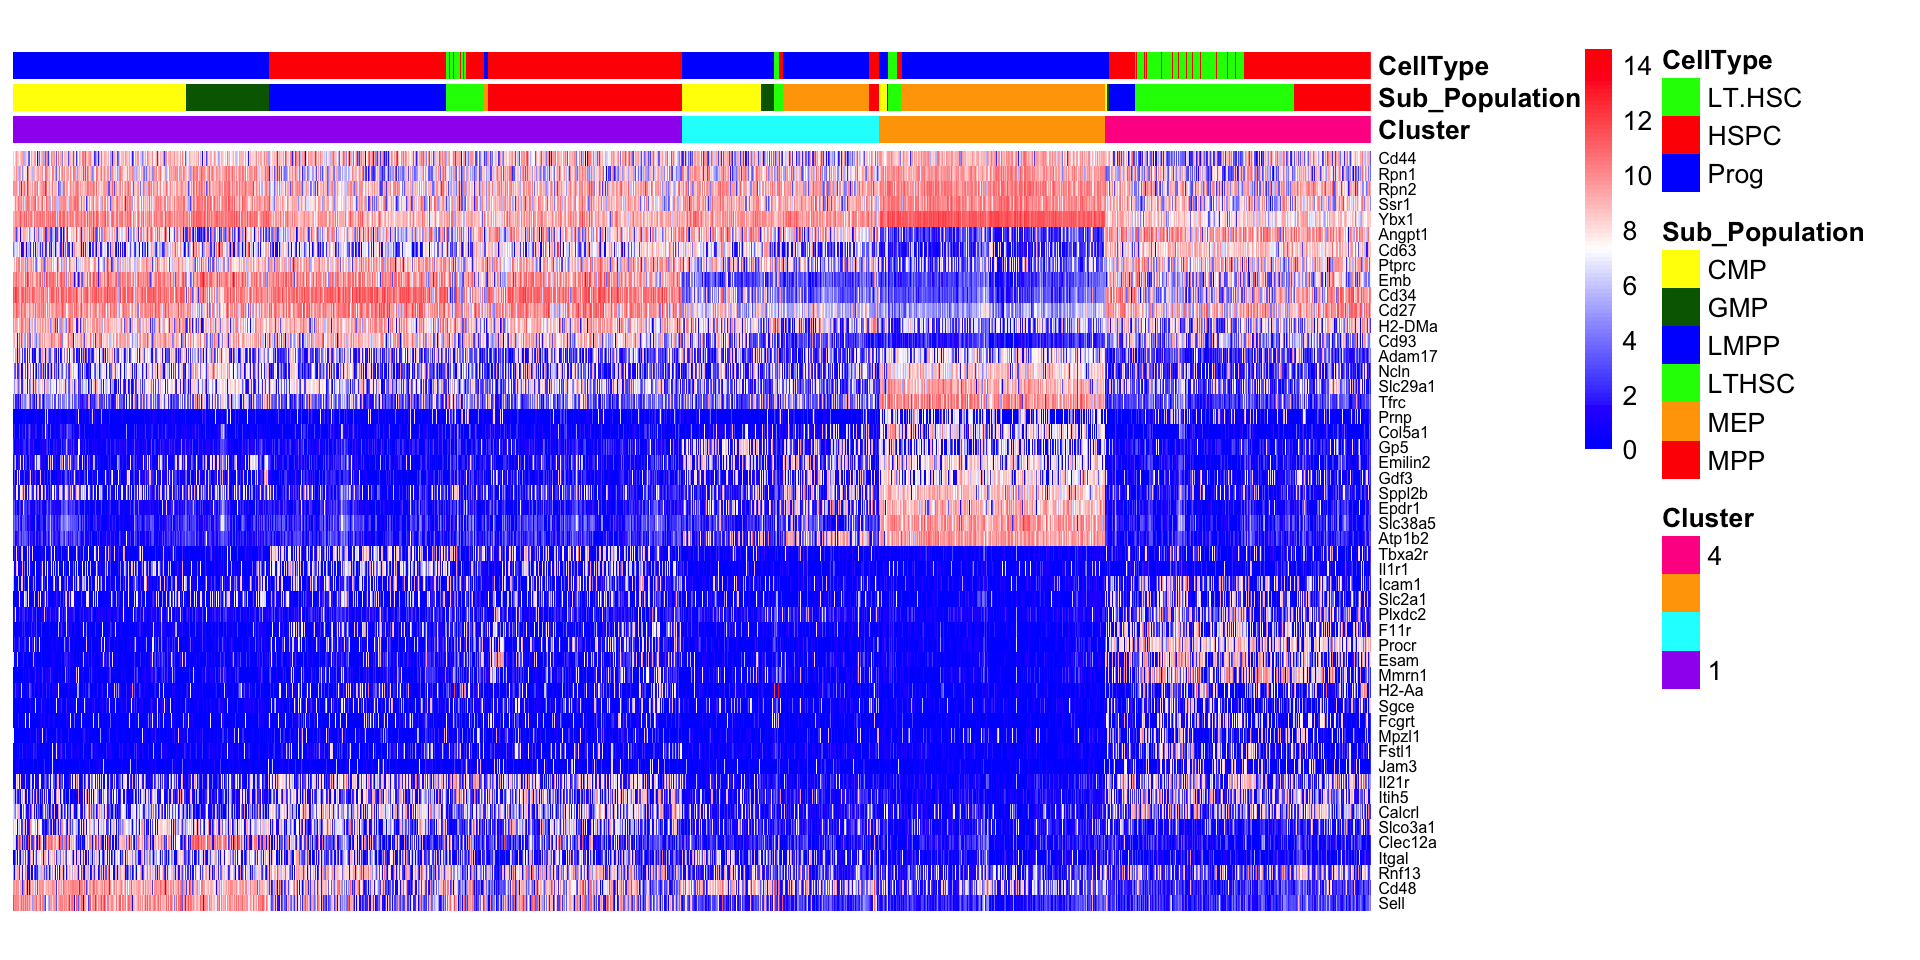 CellType
Sub_Population
Cluster
Cd44
Rpn1
Rpn2
Ssr1
Ybx1
Angpt1
Cd63
Ptprc
Emb
Cd34
Cd27
H2-DMa
Cd93
Adam17
Ncln
Slc29a1
Tfrc
Prnp
Col5a1
Gp5
Emilin2
Gdf3
Sppl2b
Epdr1
Slc38a5
Atp1b2
Tbxa2r
Il1r1
Icam1
Slc2a1
Plxdc2
F11r
Procr
Esam
Mmrn1
H2-Aa
Sgce
Fcgrt
Mpzl1
Fstl1
Jam3
Il21r
Itih5
Calcrl
Slco3a1
Clec12a
Itgal
Rnf13
Cd48
Sell
14
12
10
8
6
4
2
0
CellType
LT.HSC
HSPC
Prog
Sub_Population
CMP
GMP
LMPP
LTHSC
MEP
MPP
Cluster
4
1